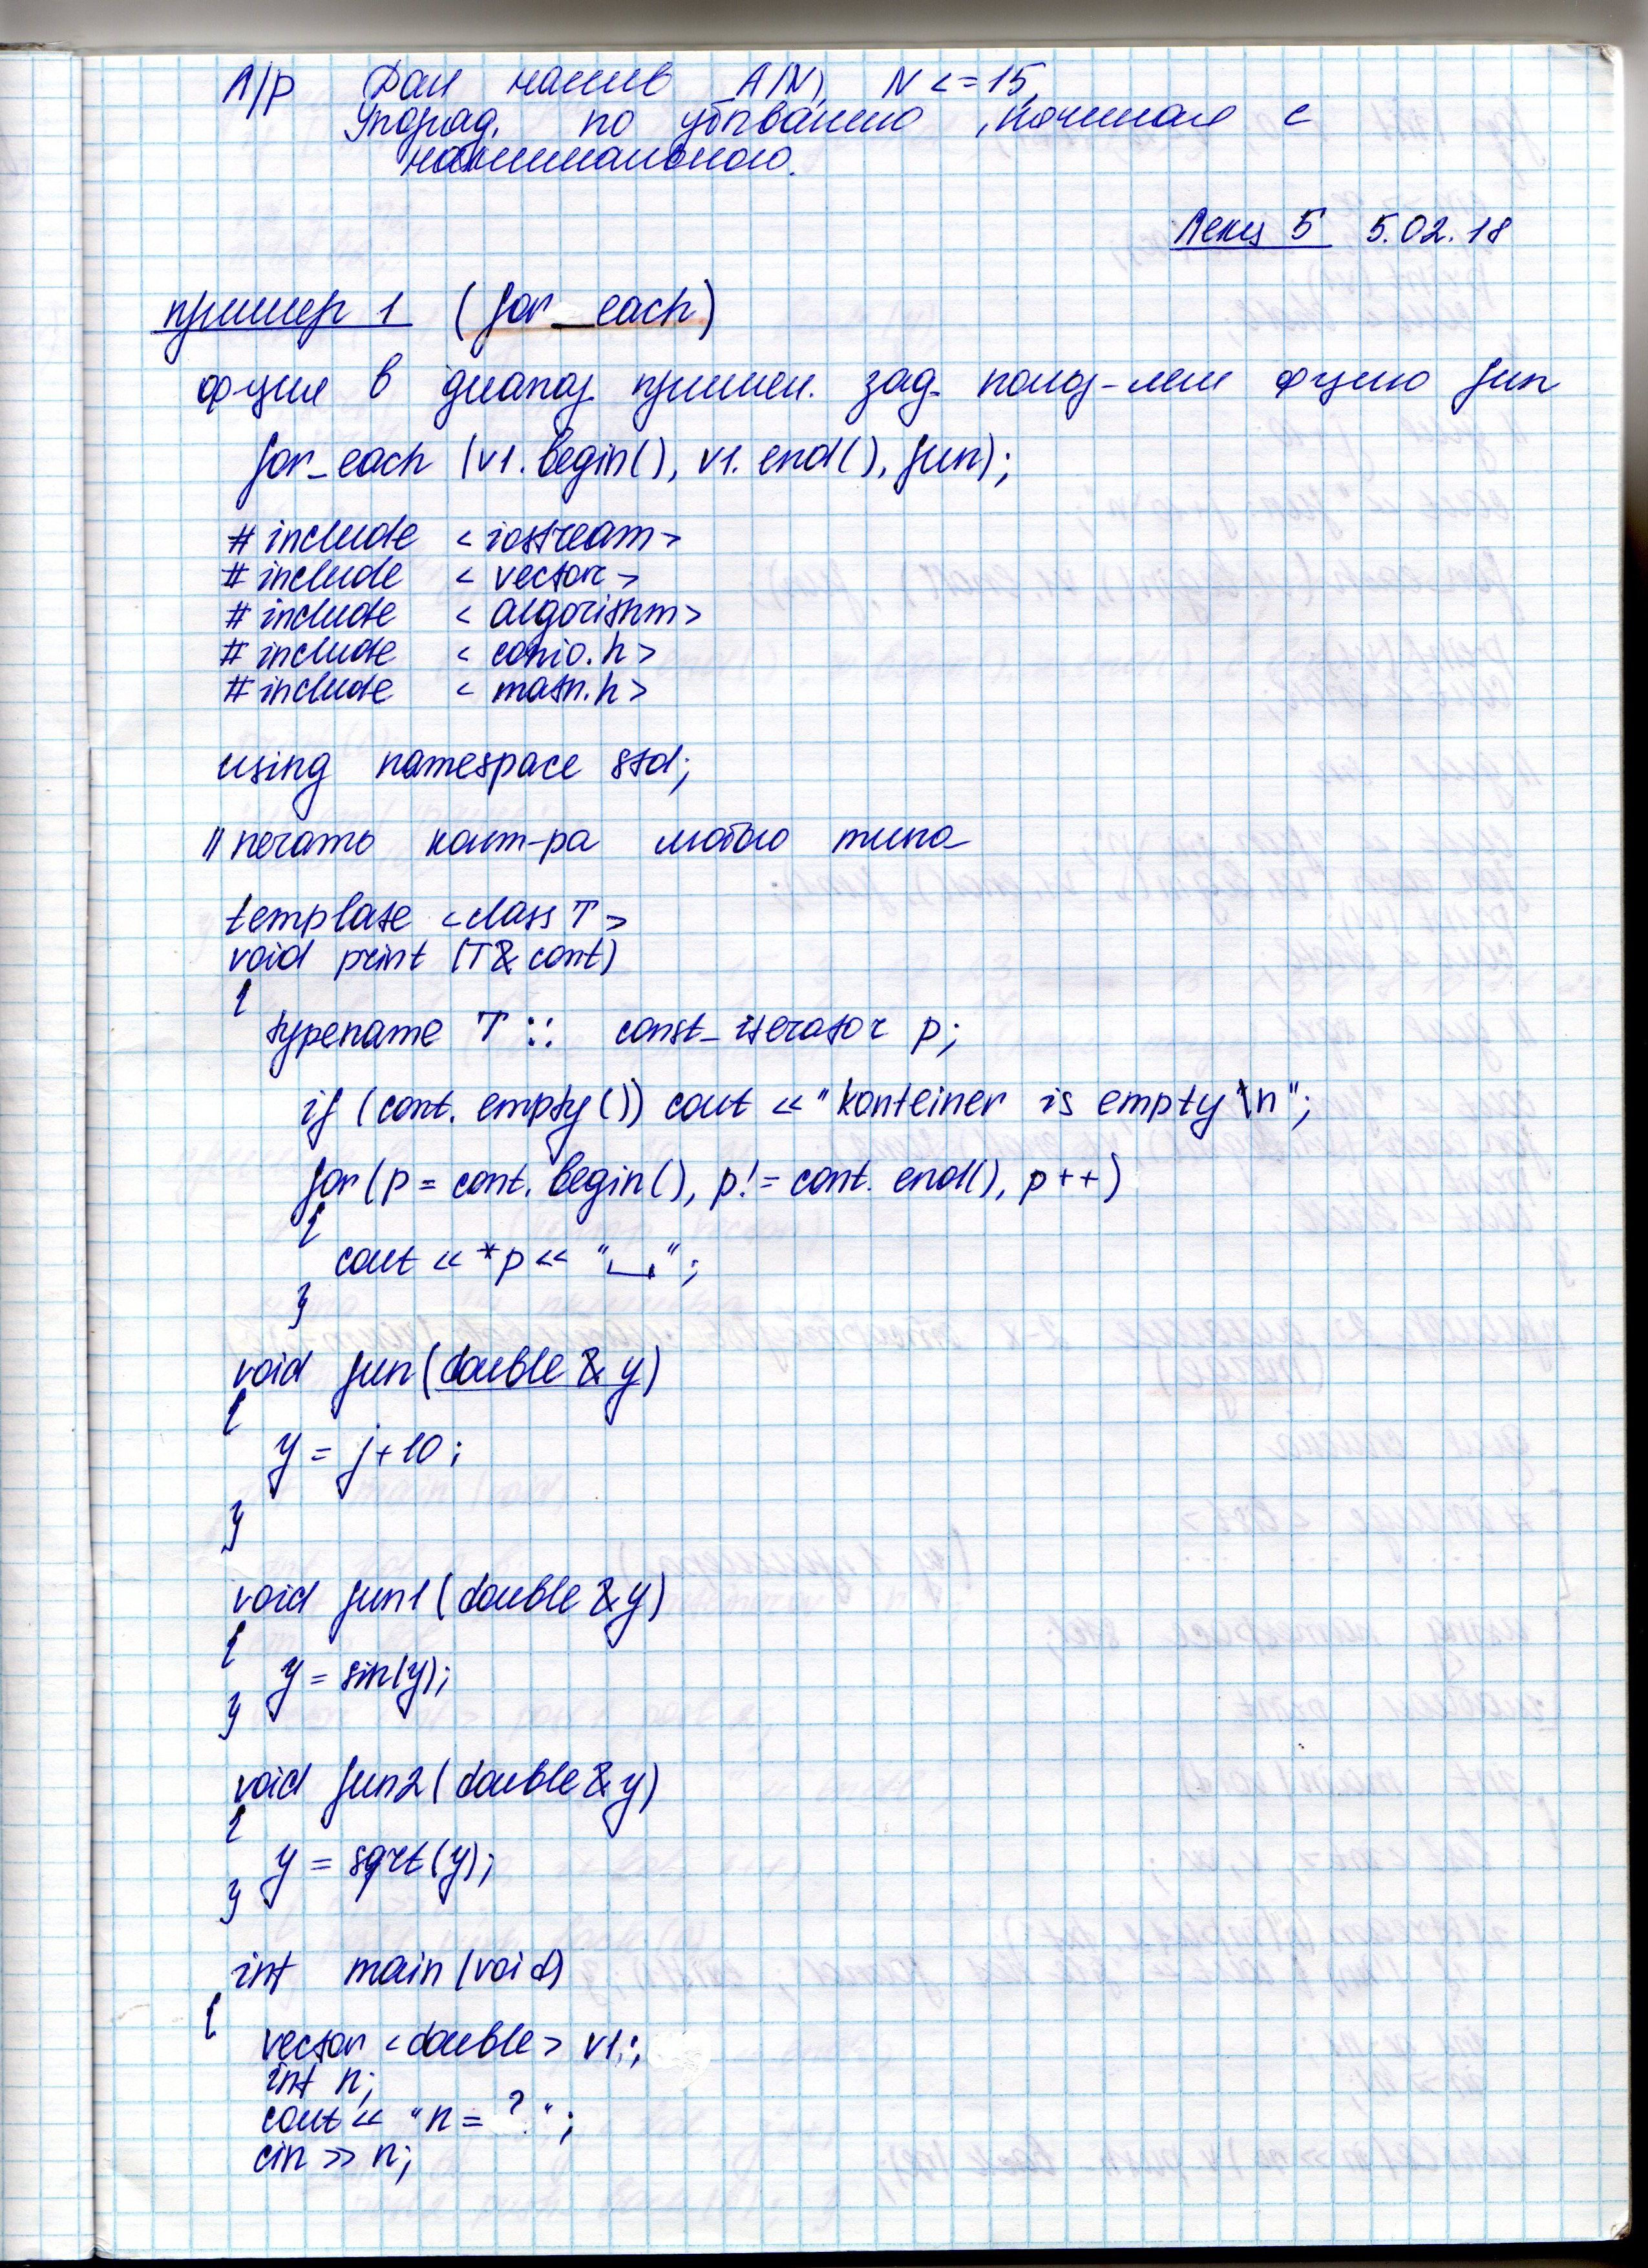 Л/р Дан массив A(N), N <= 15.
Упоряд. по убыванию, начиная с
максимального.
Лекц 5 5.02.18
пример 1 (for_each)
ф-ция в диапаз. примен. зад. польз-лем ф-цию fun
for_each (v1.begin(), v1.end(), fun);
# include <iostream>
# include <vector>
# include <algorithm>
# include <conio.h>
# include <math.h>
using namespace std;
// печать конт-ра любого типа
template <class T>
void print (T& cont)
{
typename T :: const_iterator p;
if (cont. empty()) cout << "konteiner is empty \n";
for (p = cont. begin(), p != cont. end(), p++)
{
cout << *p << "␣";
}
void fun (double & y)
{
y = j+10;
}
void fun1 (double & y)
{
y = sin(y);
}
void fun2 (double & y)
{
y = sqrt(y);
}
int main (void)
{
vector <double> v1;
int n;
cout << "n = ? ";
cin >> n;